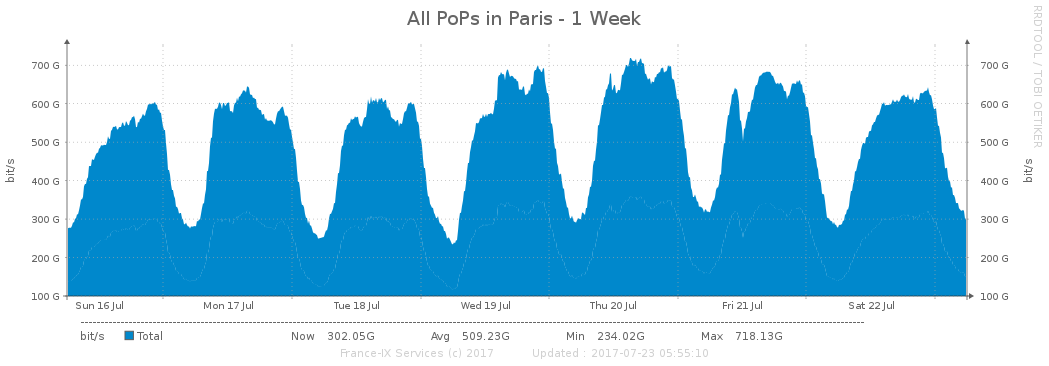 All PoPs in Paris - 1 Week
RRDTOOL / TOBI OETIKER
bit/s
bit/s
700 G 700 G
600 G 600 G
500 G 500 G
400 G 400 G
300 G 300 G
200 G 200 G
100 G 100 G
Sun 16 Jul Mon 17 Jul Tue 18 Jul Wed 19 Jul Thu 20 Jul Fri 21 Jul Sat 22 Jul
bit/s Total Now 302.05G Avg 509.23G Min 234.02G Max 718.13G
France-IX Services (c) 2017 Updated : 2017-07-23 05:55:10